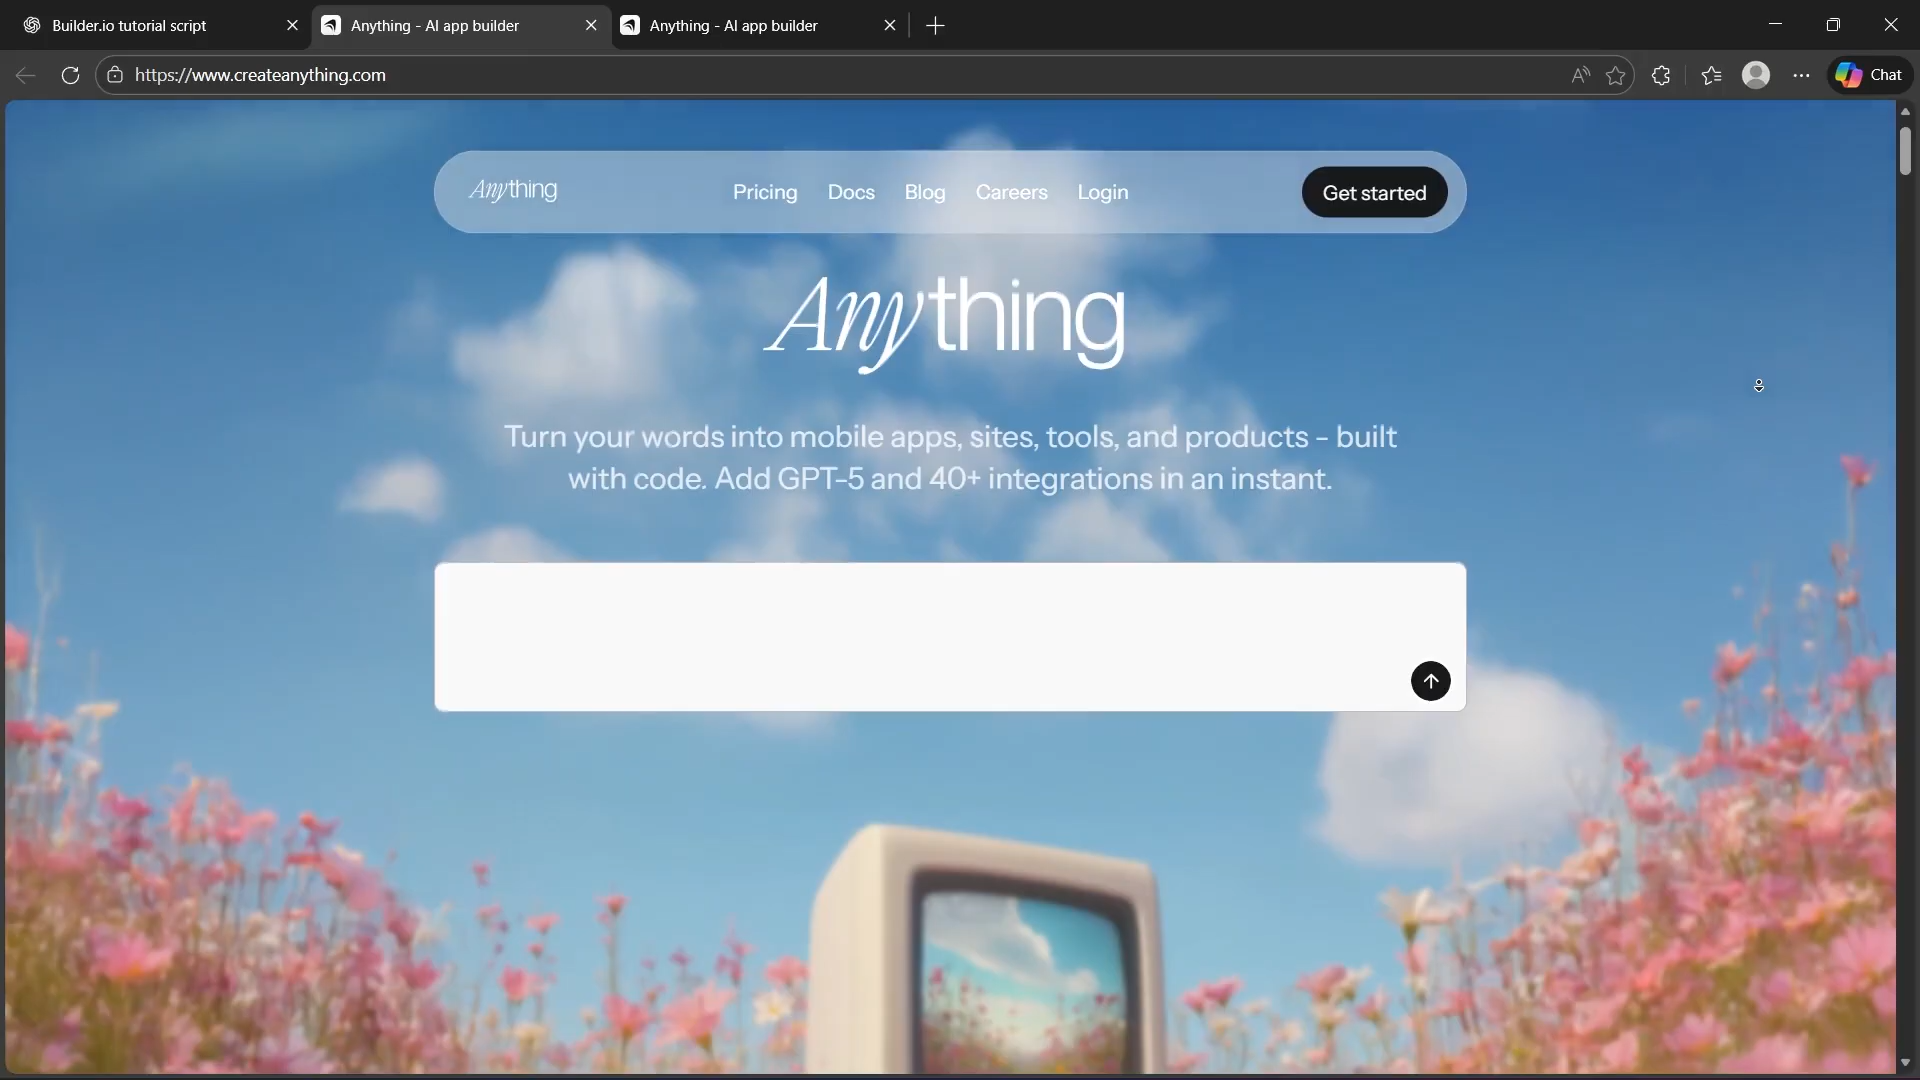 Builder.io tutorial script
Anything - AI app builder
Anything - AI app builder
https://www.createanything.com
Chat
Anything
Pricing
Docs
Blog
Careers
Login
Get started
Anything
Turn your words into mobile apps, sites, tools, and products - built
with code. Add GPT-5 and 40+ integrations in an instant.